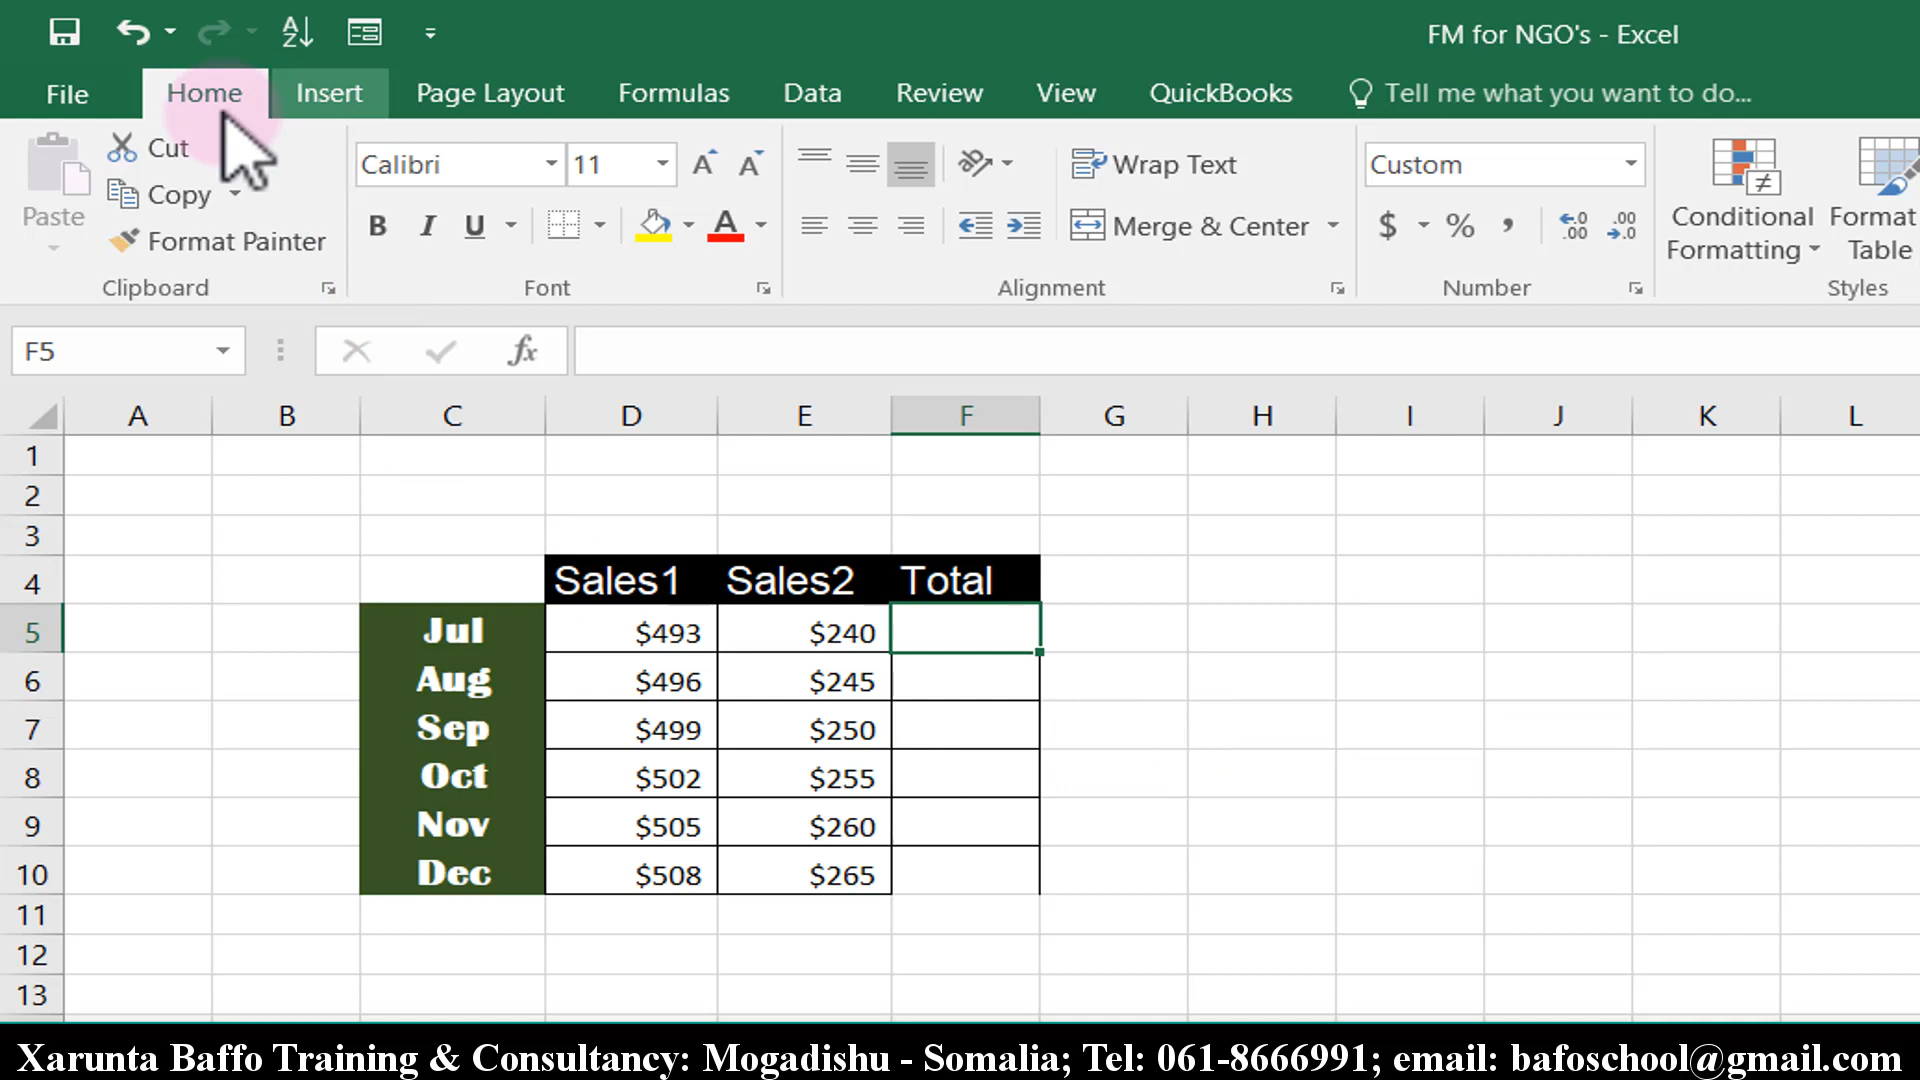 FM for NGO's - Excel
File Home Insert Page Layout Formulas Data Review View QuickBooks Tell me what you want to do...
Cut Calibri 11 Wrap Text Custom
Paste Copy Conditional Formatting Format Table
Format Painter B I U A Merge & Center $ % ,
Clipboard Font Alignment Number Styles
F5 fx
A B C D E F G H I J K L
1
2
3
4 Sales1 Sales2 Total
5 Jul $493 $240
6 Aug $496 $245
7 Sep $499 $250
8 Oct $502 $255
9 Nov $505 $260
10 Dec $508 $265
11
12
13
Xarunta Baffo Training & Consultancy: Mogadishu - Somalia; Tel: 061-8666991; email: bafoschool@gmail.com